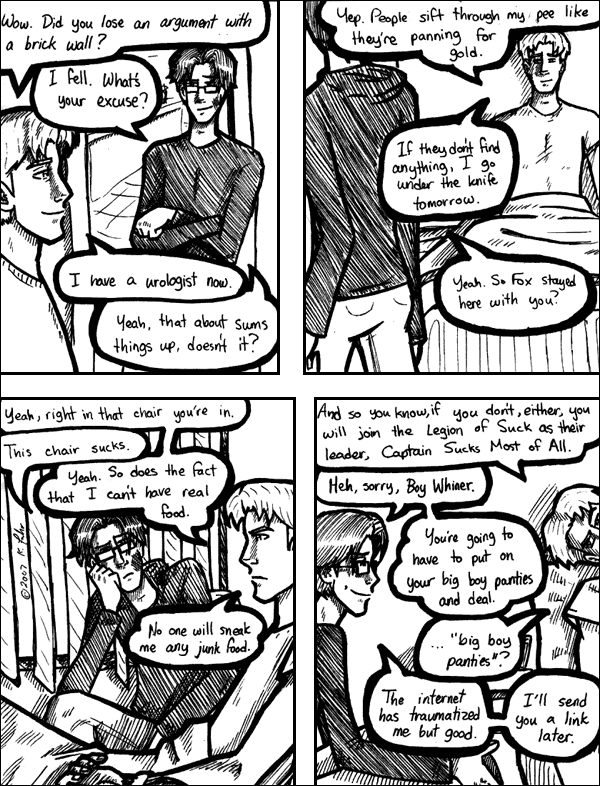 Wow. Did you lose an argument with
a brick wall?
I fell. What's
your excuse?
I have a urologist now.
Yeah, that about sums
things up, doesn't it?
Yep. People sift through my pee like
they're panning for
gold.
If they don't find
anything, I go
under the knife
tomorrow.
Yeah. So Fox stayed
here with you?
Yeah, right in that chair you're in.
This chair sucks.
Yeah. So does the fact
that I can't have real
food.
No one will sneak
me any junk food.
©2007 K.
And so you know, if you don't, either, you
will join the Legion of Suck as their
leader, Captain Sucks Most of All.
Heh, sorry, Boy Whiner.
You're going to
have to put on
your big boy panties
and deal.
..."big boy
panties"?
The internet
has traumatized
me but good.
I'll send
you a link
later.